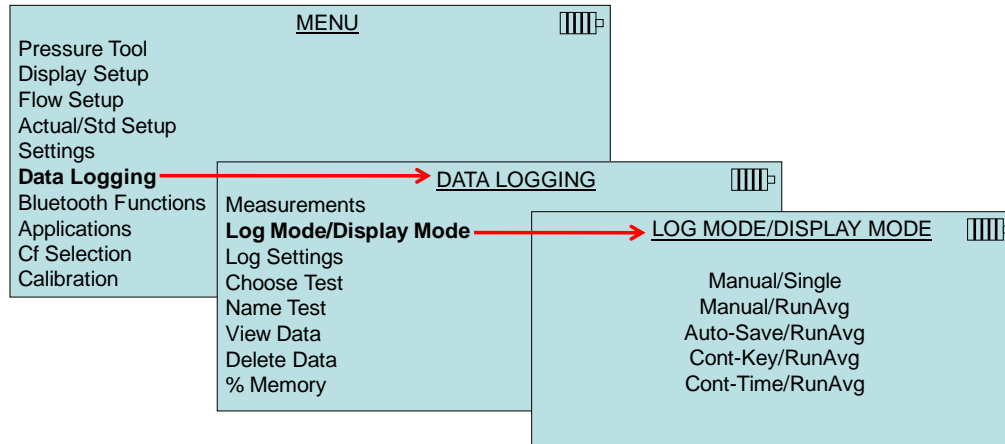 MENU
Pressure Tool
Display Setup
Flow Setup
Actual/Std Setup
Settings
Data Logging
Bluetooth Functions
Applications
Cf Selection
Calibration
DATA LOGGING
Measurements
Log Mode/Display Mode
Log Settings
Choose Test
Name Test
View Data
Delete Data
% Memory
LOG MODE/DISPLAY MODE
Manual/Single
Manual/RunAvg
Auto-Save/RunAvg
Cont-Key/RunAvg
Cont-Time/RunAvg